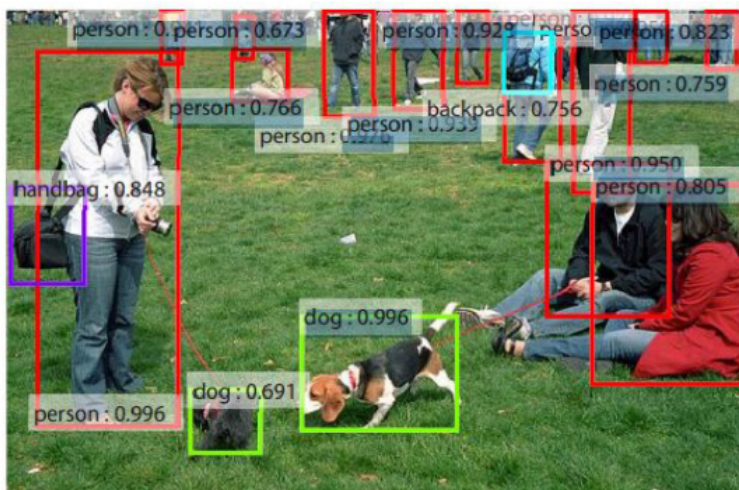 person : 0.
person : 0.673
person : 0.929
person : 0.823
person : 0.766
person : 0.759
backpack : 0.756
person : 0.939
person :
person : 0.950
handbag : 0.848
person : 0.805
dog : 0.996
dog : 0.691
person : 0.996